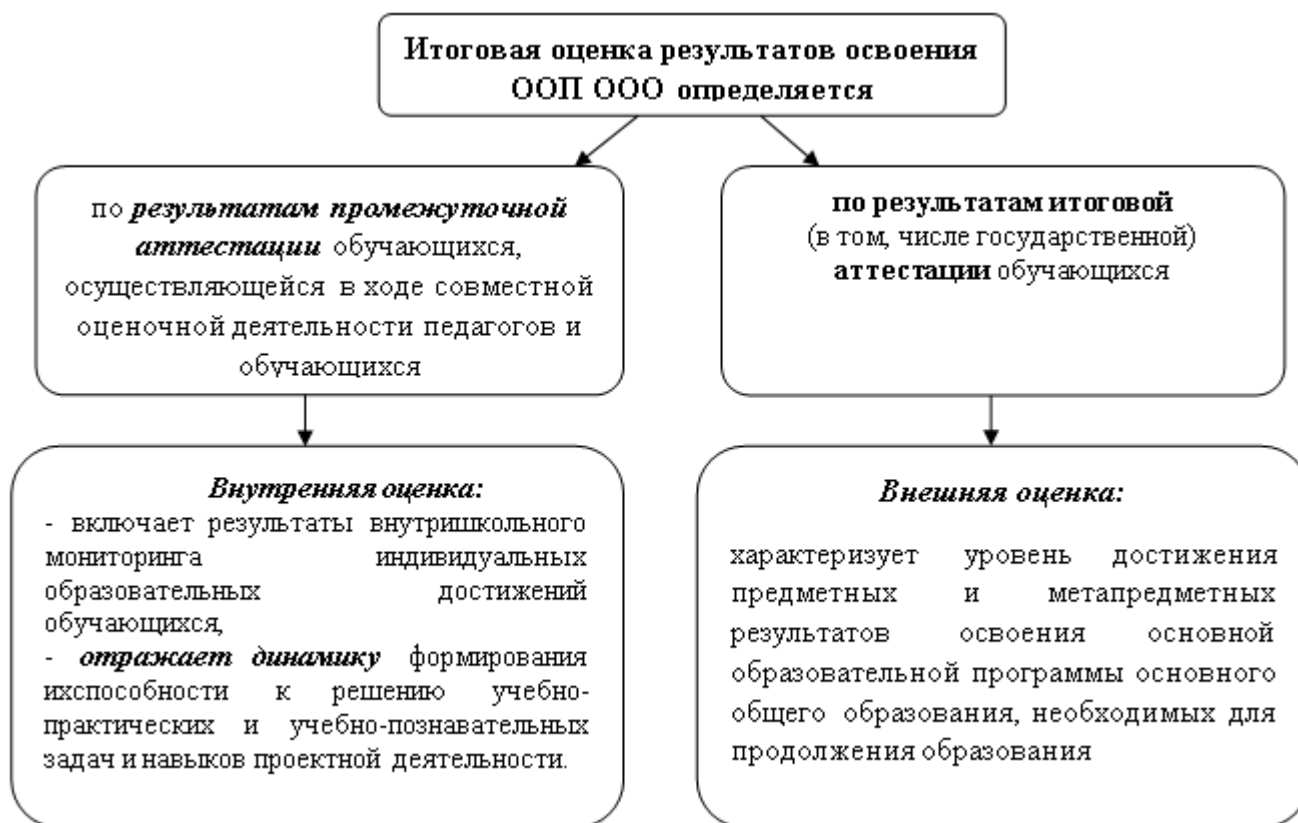 Итоговая оценка результатов освоения
ООП ООО определяется
по результатам промежуточной
аттестации обучающихся,
осуществляющейся в ходе совместной
оценочной деятельности педагогов и
обучающихся
по результатам итоговой
(в том, числе государственной)
аттестации обучающихся
Внутренняя оценка:
- включает результаты внутришкольного
мониторинга индивидуальных
образовательных достижений
обучающихся,
- отражает динамику формирования
ихспособности к решению учебно-
практических и учебно-познавательных
задач и навыков проектной деятельности.
Внешняя оценка:
характеризует уровень достижения
предметных и метапредметных
результатов освоения основной
образовательной программы основного
общего образования, необходимых для
продолжения образования